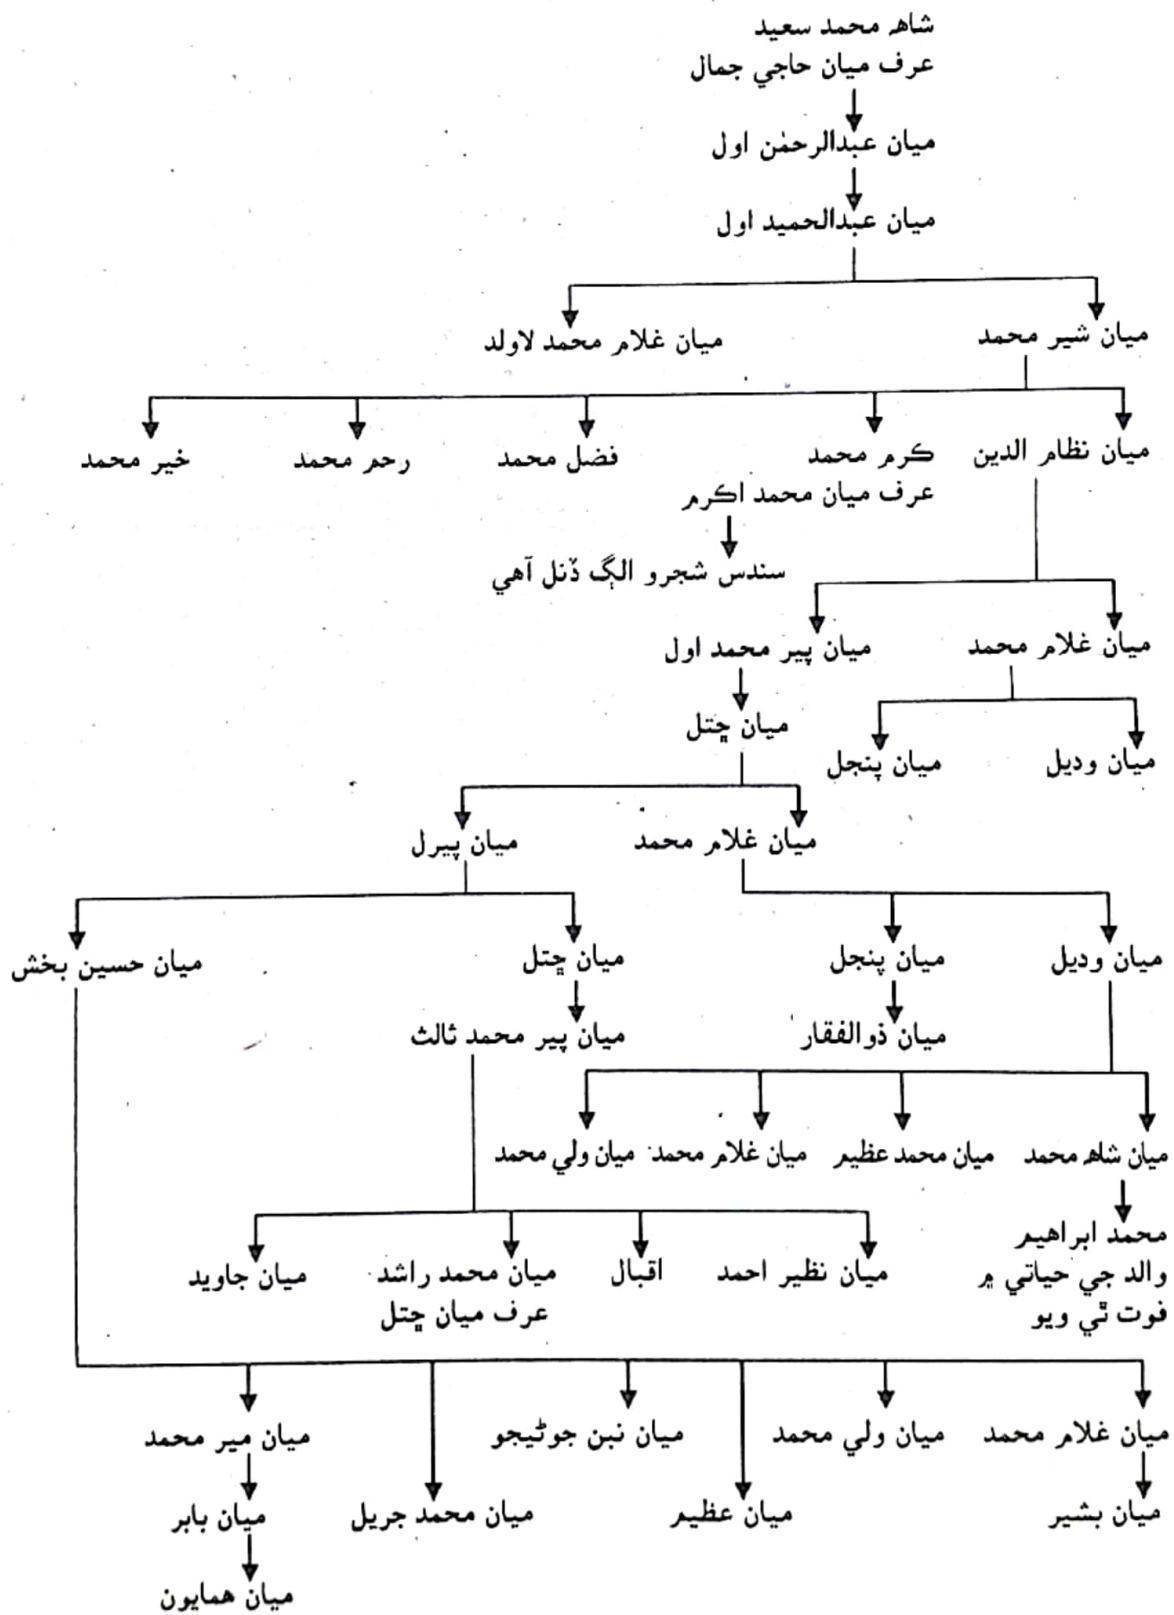 شاهه محمد سعيد
عرف ميان حاجي جمال
ميان عبدالرحمٰن اول
ميان عبدالحميد اول
ميان شير محمد
ميان غلام محمد لاولد
ميان نظام الدين
ڪرم محمد
فضل محمد
رحم محمد
خير محمد
عرف ميان محمد اڪرم
سندس شجرو الڳ ڏنل آهي
ميان غلام محمد
ميان پير محمد اول
ميان چتل
ميان وديل
ميان پنجل
ميان غلام محمد
ميان پيرل
ميان وديل
ميان پنجل
ميان چتل
ميان حسين بخش
ميان ذوالفقار
ميان پير محمد ثالث
ميان شاهه محمد
ميان محمد عظيم
ميان غلام محمد
ميان ولي محمد
محمد ابراهيم
والد جي حياتي ۾
فوت ٿي ويو
ميان نظير احمد
اقبال
ميان محمد راشد
عرف ميان چتل
ميان جاويد
ميان غلام محمد
ميان ولي محمد
ميان نبن جوڻيجو
ميان مير محمد
ميان بشير
ميان عظيم
ميان محمد جريل
ميان بابر
ميان همايون